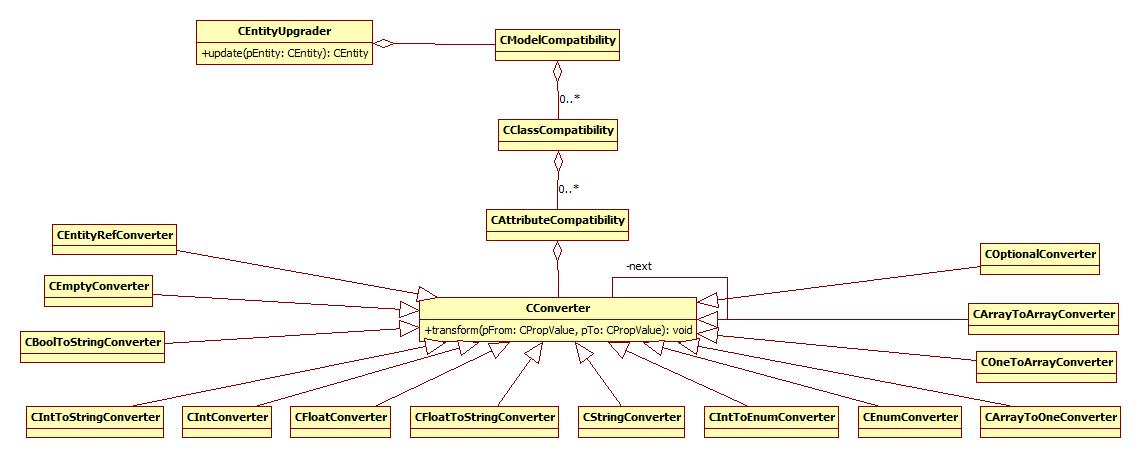 CEntityUpgrader
+update(pEntity: CEntity): CEntity
CModelCompatibility
0..*
CClassCompatibility
0..*
CAttributeCompatibility
CEntityRefConverter
COptionalConverter
-next
CEmptyConverter
CConverter
+transform(pFrom: CPropValue, pTo: CPropValue): void
CArrayToArrayConverter
CBoolToStringConverter
COneToArrayConverter
CIntToStringConverter
CIntConverter
CFloatConverter
CFloatToStringConverter
CStringConverter
CIntToEnumConverter
CEnumConverter
CArrayToOneConverter